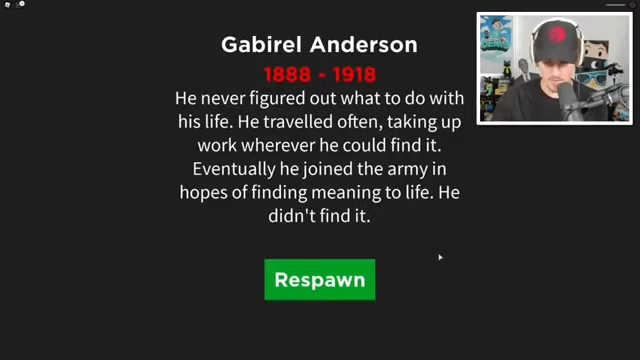 Gabirel Anderson
1888 - 1918
He never figured out what to do with
his life. He travelled often, taking up
work wherever he could find it.
Eventually he joined the army in
hopes of finding meaning to life. He
didn't find it.
Respawn